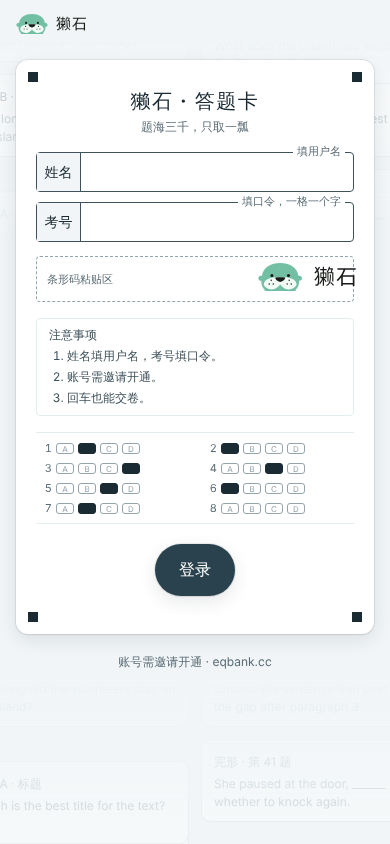 獭石
獭石·答题卡
题海三千，只取一瓢
填用户名
姓名
填口令，一格一个字
考号
条形码粘贴区
獭石
注意事项
1. 姓名填用户名，考号填口令。
2. 账号需邀请开通。
3. 回车也能交卷。
1 A C D
2 B C D
3 A B C
4 A B D
5 A B D
6 B C D
7 A C D
8 A B C D
登录
账号需邀请开通 · eqbank.cc
the gap after paragraph 3
完形 · 第 41 题
A · 标题
She paused at the door, ______
h is the best title for the text?
whether to knock again.